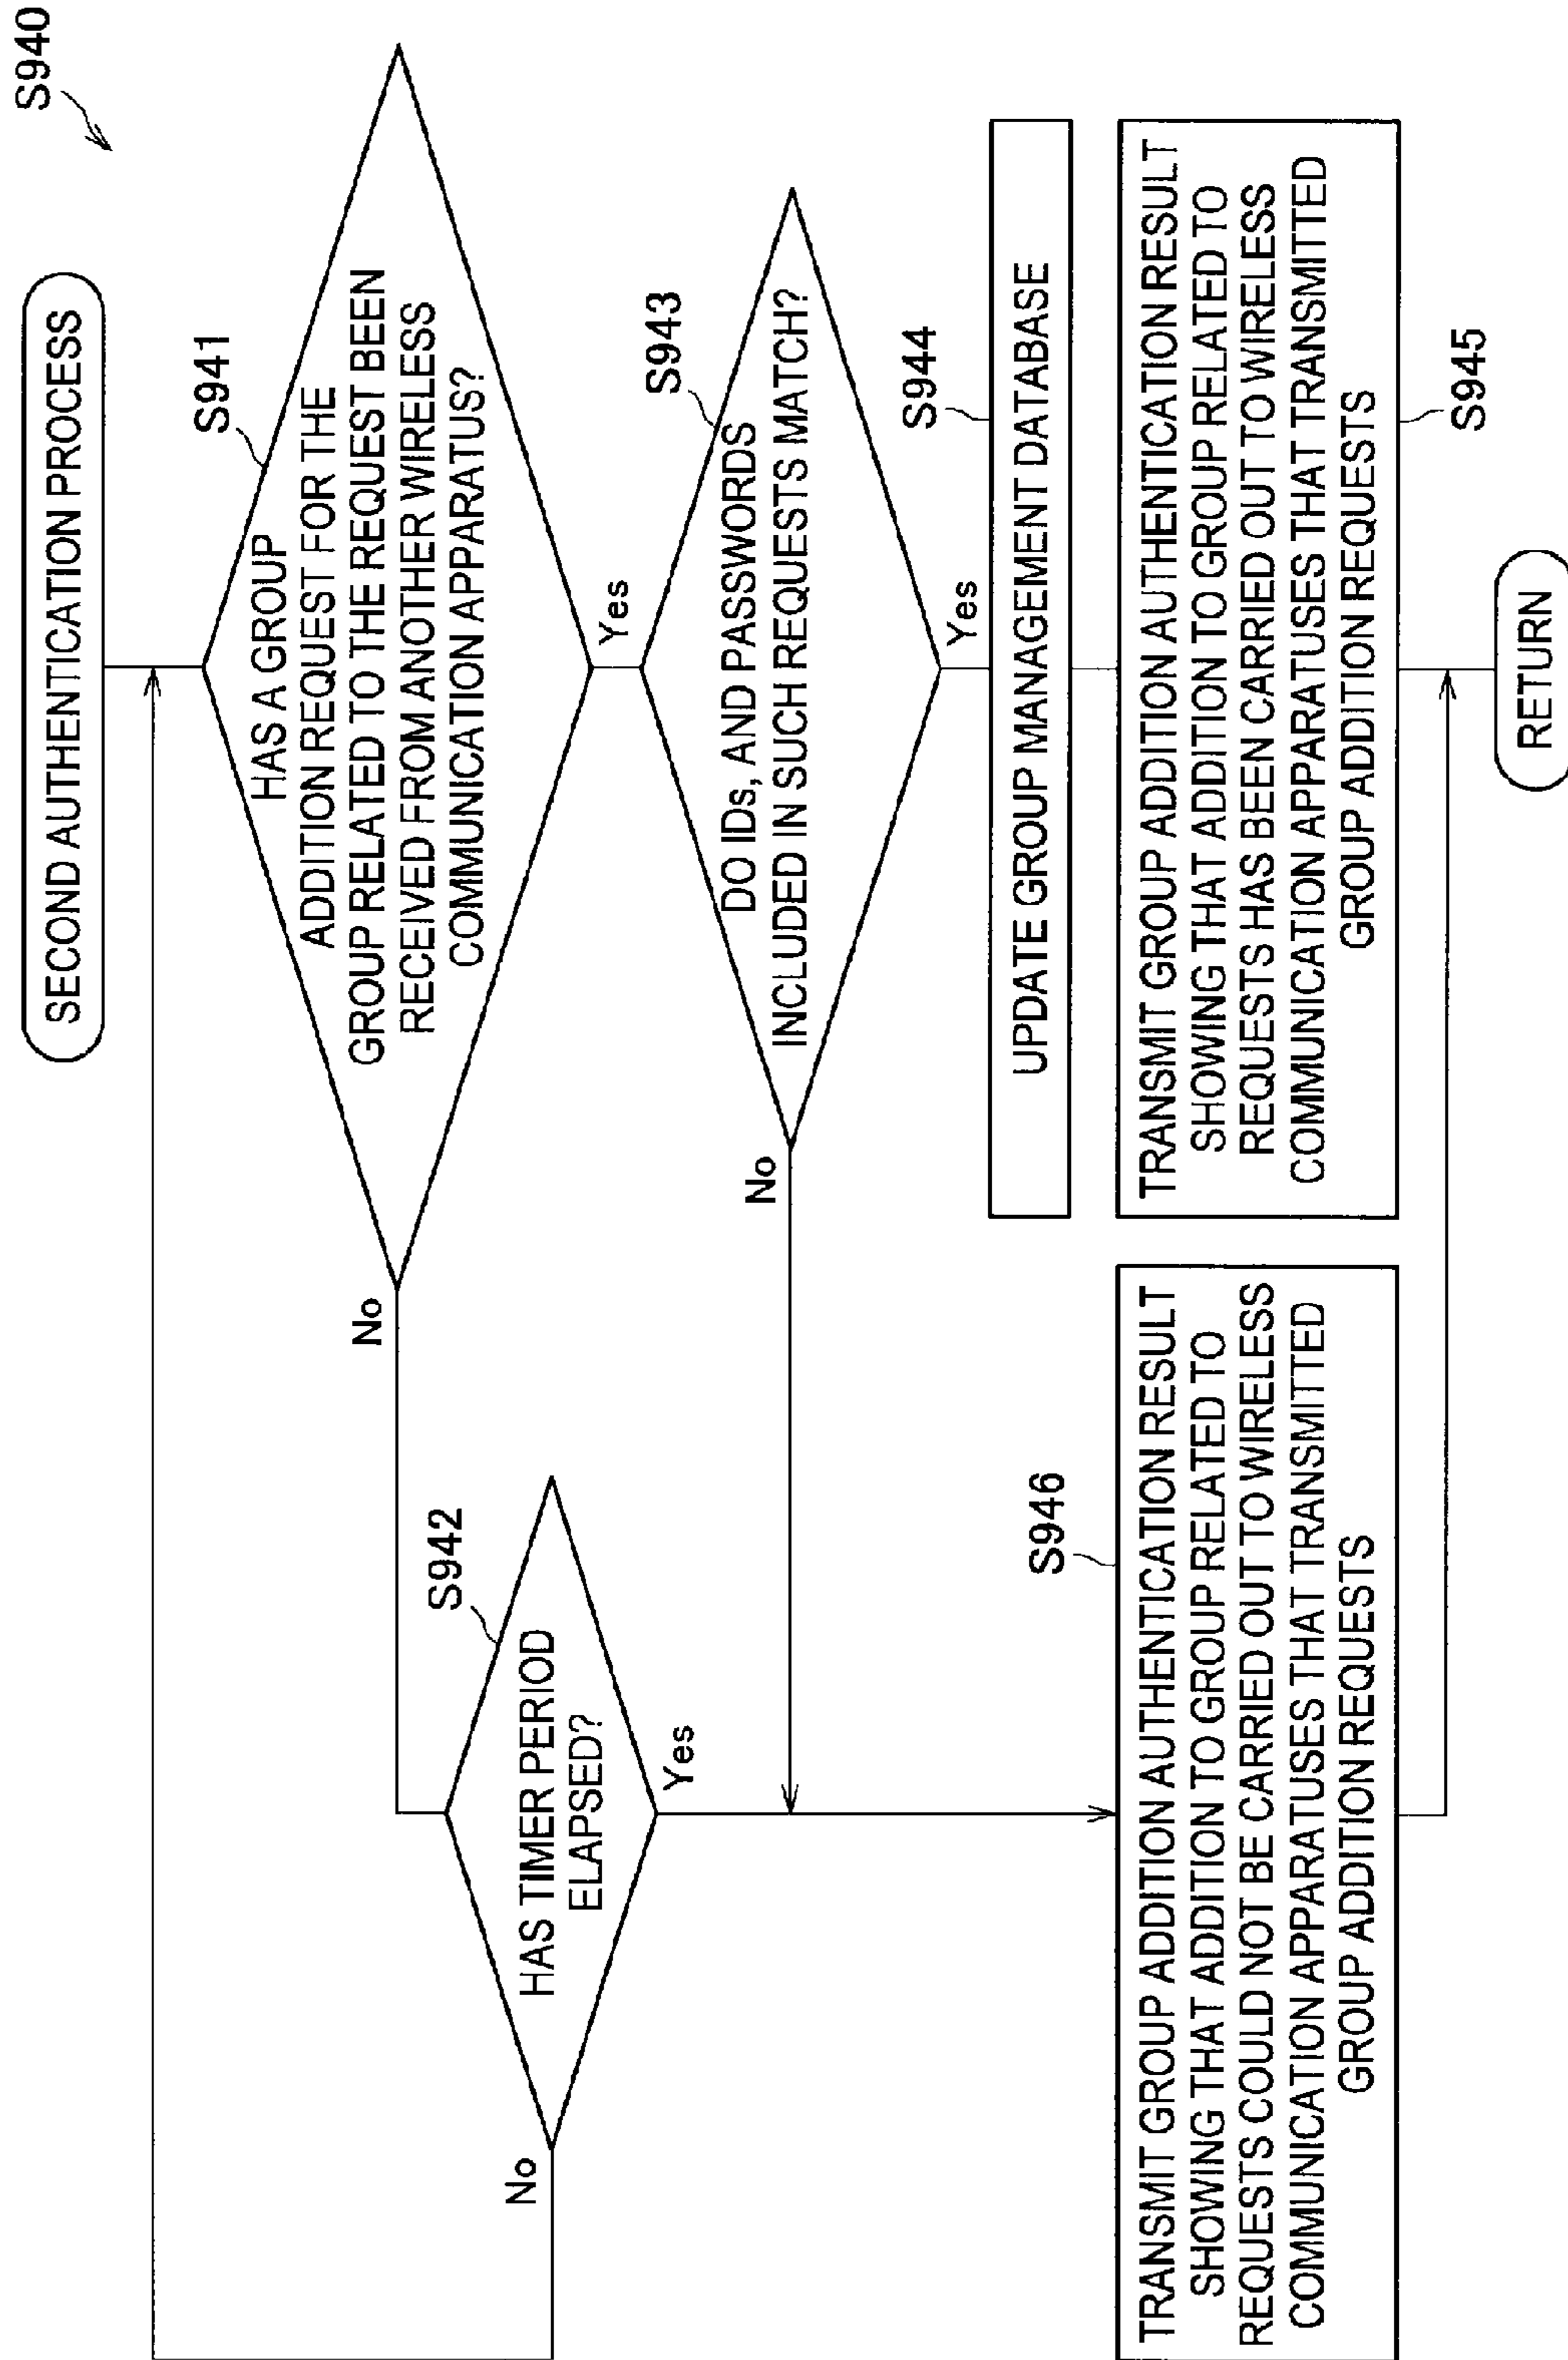 S940
SECOND AUTHENTICATION PROCESS
S941
HAS A GROUP
ADDITION REQUEST FOR THE
GROUP RELATED TO THE REQUEST BEEN
RECEIVED FROM ANOTHER WIRELESS
COMMUNICATION APPARATUS?
No
Yes
S942
HAS TIMER PERIOD
ELAPSED?
No
Yes
S943
DO IDs, AND PASSWORDS
INCLUDED IN SUCH REQUESTS MATCH?
No
Yes
S944
UPDATE GROUP MANAGEMENT DATABASE
S946
TRANSMIT GROUP ADDITION AUTHENTICATION RESULT
SHOWING THAT ADDITION TO GROUP RELATED TO
REQUESTS COULD NOT BE CARRIED OUT TO WIRELESS
COMMUNICATION APPARATUSES THAT TRANSMITTED
GROUP ADDITION REQUESTS
TRANSMIT GROUP ADDITION AUTHENTICATION RESULT
SHOWING THAT ADDITION TO GROUP RELATED TO
REQUESTS HAS BEEN CARRIED OUT TO WIRELESS
COMMUNICATION APPARATUSES THAT TRANSMITTED
GROUP ADDITION REQUESTS
S945
RETURN